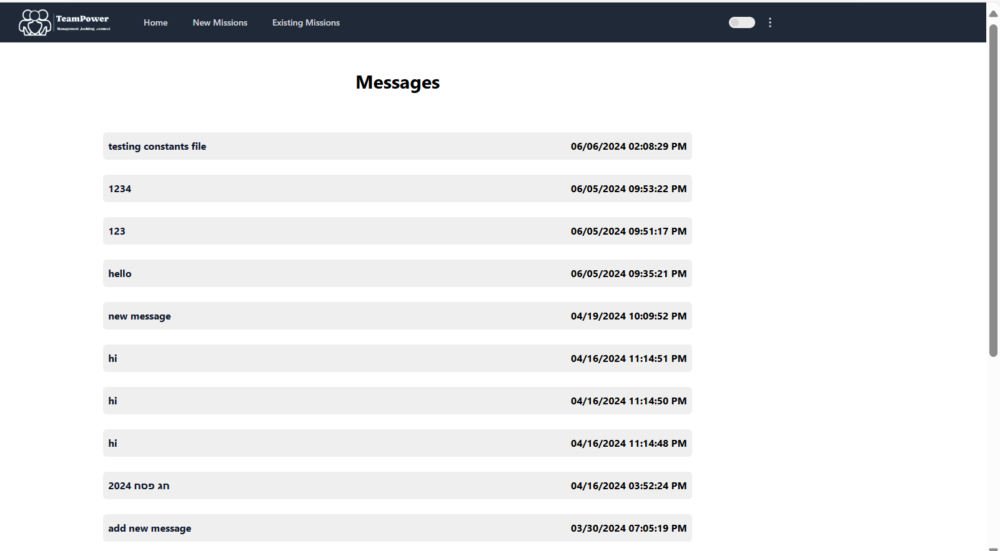 TeamPower
Management ,building ,connect
Home New Missions Existing Missions
Messages
testing constants file 06/06/2024 02:08:29 PM
1234 06/05/2024 09:53:22 PM
123 06/05/2024 09:51:17 PM
hello 06/05/2024 09:35:21 PM
new message 04/19/2024 10:09:52 PM
hi 04/16/2024 11:14:51 PM
hi 04/16/2024 11:14:50 PM
hi 04/16/2024 11:14:48 PM
חג פסח 2024 04/16/2024 03:52:24 PM
add new message 03/30/2024 07:05:19 PM